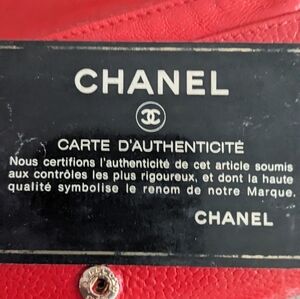 CHANEL
CARTE D'AUTHENTICITÉ
Nous certifions l'authenticité de cet article soumis
aux contrôles les plus rigoureux, et dont la haute
qualité symbolise le renom de notre Marque.
CHANEL